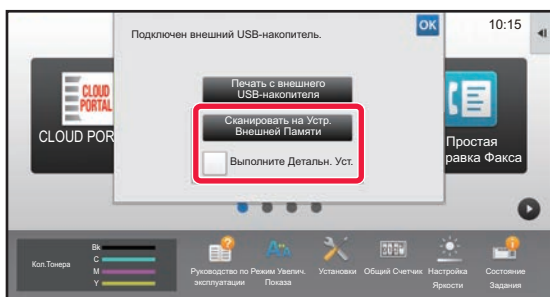 10:15
Подключен внешний USB-накопитель.
OK
Печать с внешнего
USB-накопителя
Сканировать на Устр.
Внешней Памяти
Выполните Детальн. Уст.
CLOUD
PORTAL
CLOUD POR
Простая
равка Факса
Кол.Тонера
Bk
C
M
Y
Руководство по
эксплуатации
Режим Увелич.
Показа
Установки
Общий Счетчик
Настройка
Яркости
Состояние
Задания